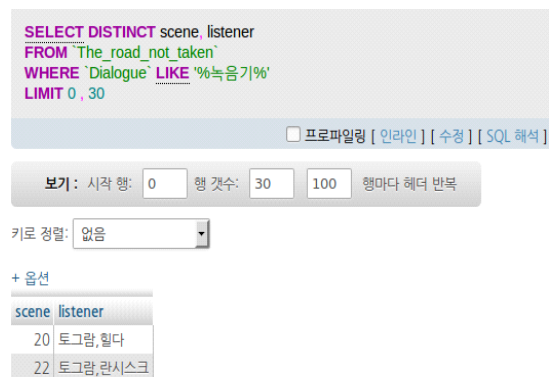 SELECT DISTINCT scene, listener
FROM `The_road_not_taken`
WHERE `Dialogue` LIKE '%녹음기%'
LIMIT 0 , 30
프로파일링 [ 인라인 ] [ 수정 ] [ SQL 해석 ]
보기 : 시작 행: 0 행 갯수: 30 100 행마다 헤더 반복
키로 정렬: 없음
+ 옵션
scene listener
20 토그람,힐다
22 토그람,란시스크